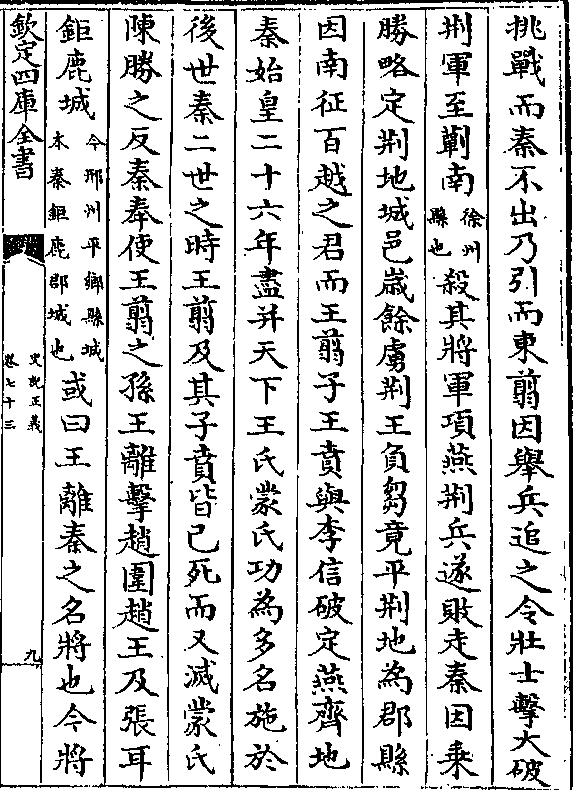 挑戰而秦不出乃引而東翦因舉兵追之令壯士擊大破
荆軍至蘄南徐州縣也殺其將軍項燕荆兵遂敗走秦因乗
勝略定荆地城邑嵗餘虜荆王負芻竟平荆地為郡縣
因南征百越之君而王翦子王賁與李信破定燕齊地
秦始皇二十六年盡并天下王氏蒙氏功為多名施於
後世秦二世之時王翦及其子賁皆已死而又滅蒙氏
陳勝之反秦秦使王翦之孫王離擊趙圍趙王及張耳
鉅鹿城今邢州平鄉縣城本秦鉅鹿郡城也或曰王離秦之名將也今將
欽定四庫全書
史記正義
卷七十三
九